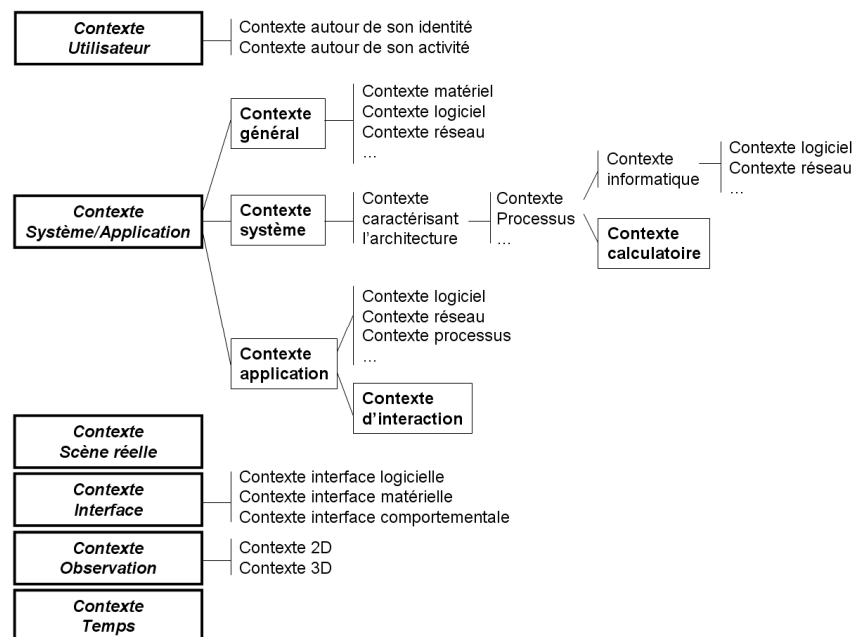 Contexte
Utilisateur
Contexte autour de son identité
Contexte autour de son activité
Contexte
Système/Application
Contexte
général
Contexte matériel
Contexte logiciel
Contexte réseau
…
Contexte
système
Contexte
caractérisant
l’architecture
Contexte
Processus
…
Contexte
informatique
Contexte logiciel
Contexte réseau
…
Contexte
calculatoire
Contexte
application
Contexte logiciel
Contexte réseau
Contexte processus
…
Contexte
d’interaction
Contexte
Scène réelle
Contexte
Interface
Contexte interface logicielle
Contexte interface matérielle
Contexte interface comportementale
Contexte
Observation
Contexte 2D
Contexte 3D
Contexte
Temps